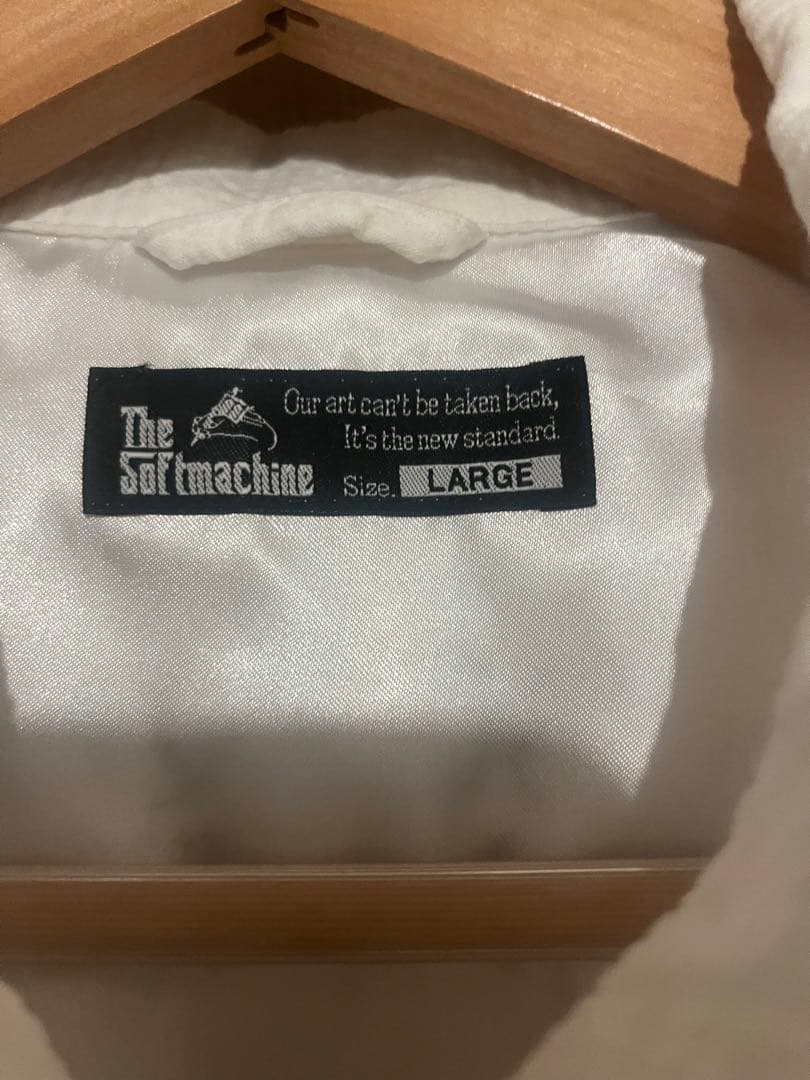 The
Softmachine
Our art can't be taken back,
It's the new standard.
Size. LARGE